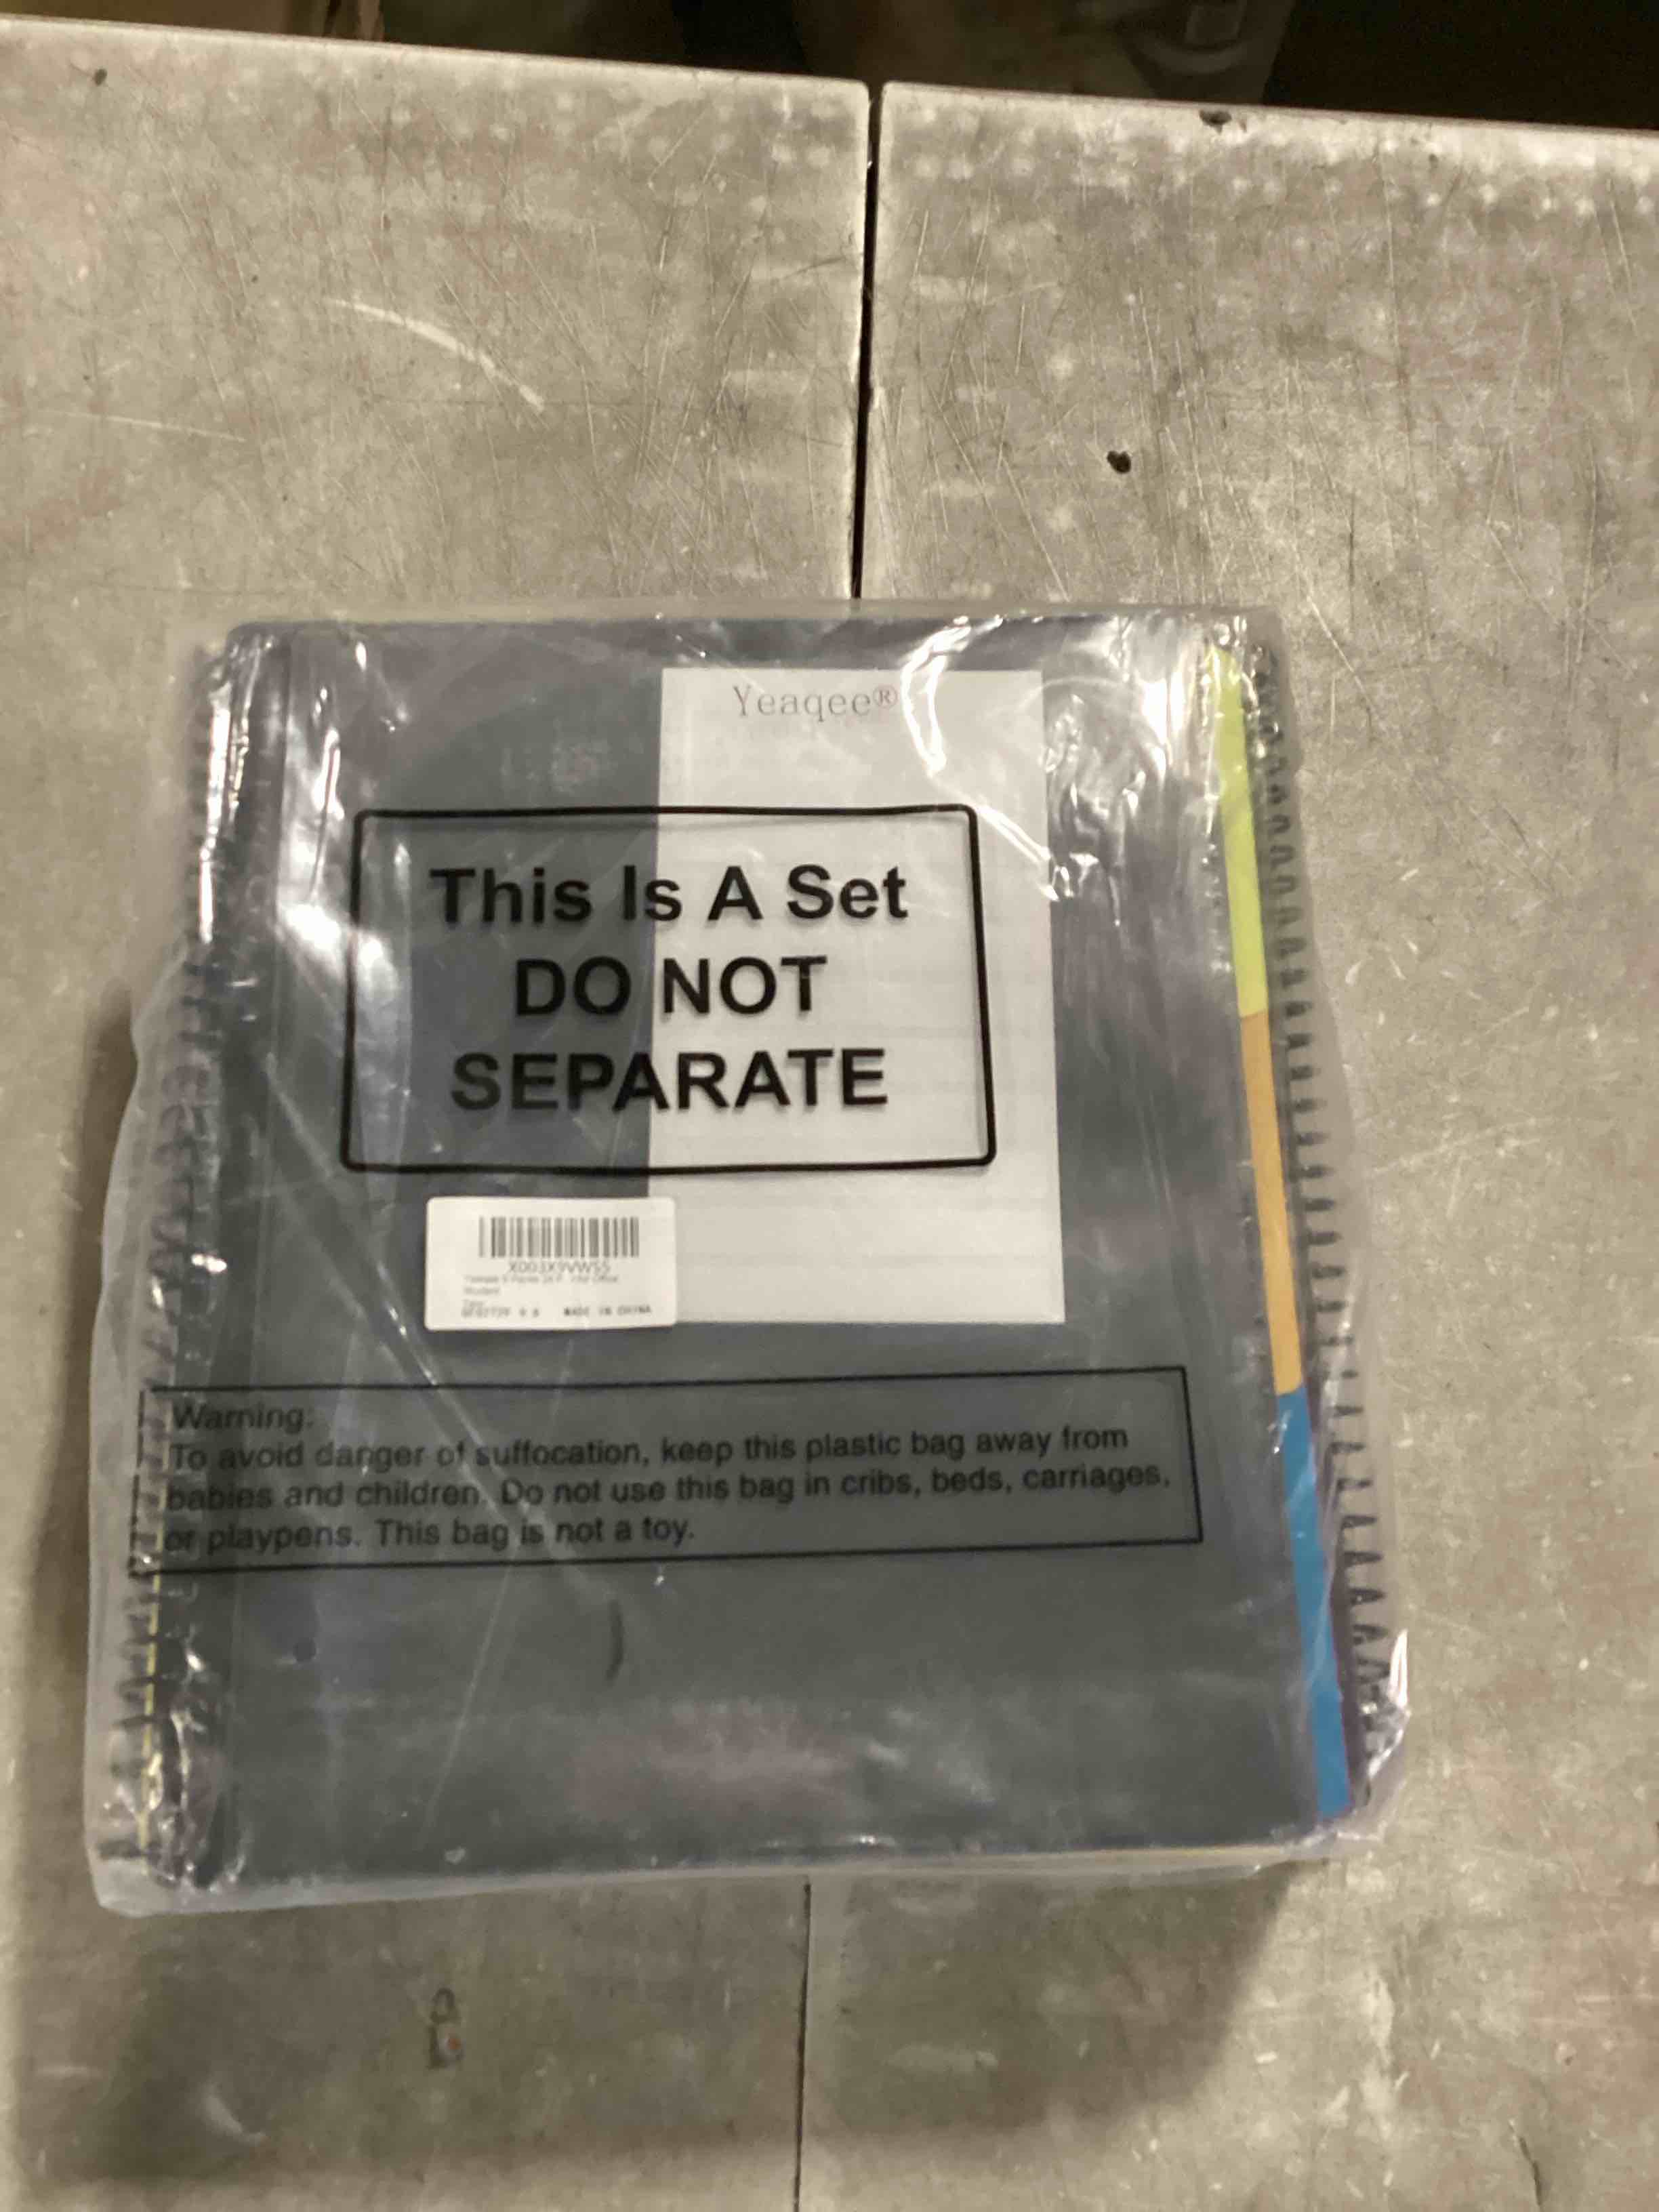 Yeaqee®
This Is A Set
DO NOT
SEPARATE
X003X9VWS5
Student
MADE IN CHINA
Warning:
To avoid danger of suffocation, keep this plastic bag away from
babies and children. Do not use this bag in cribs, beds, carriages,
or playpens. This bag is not a toy.